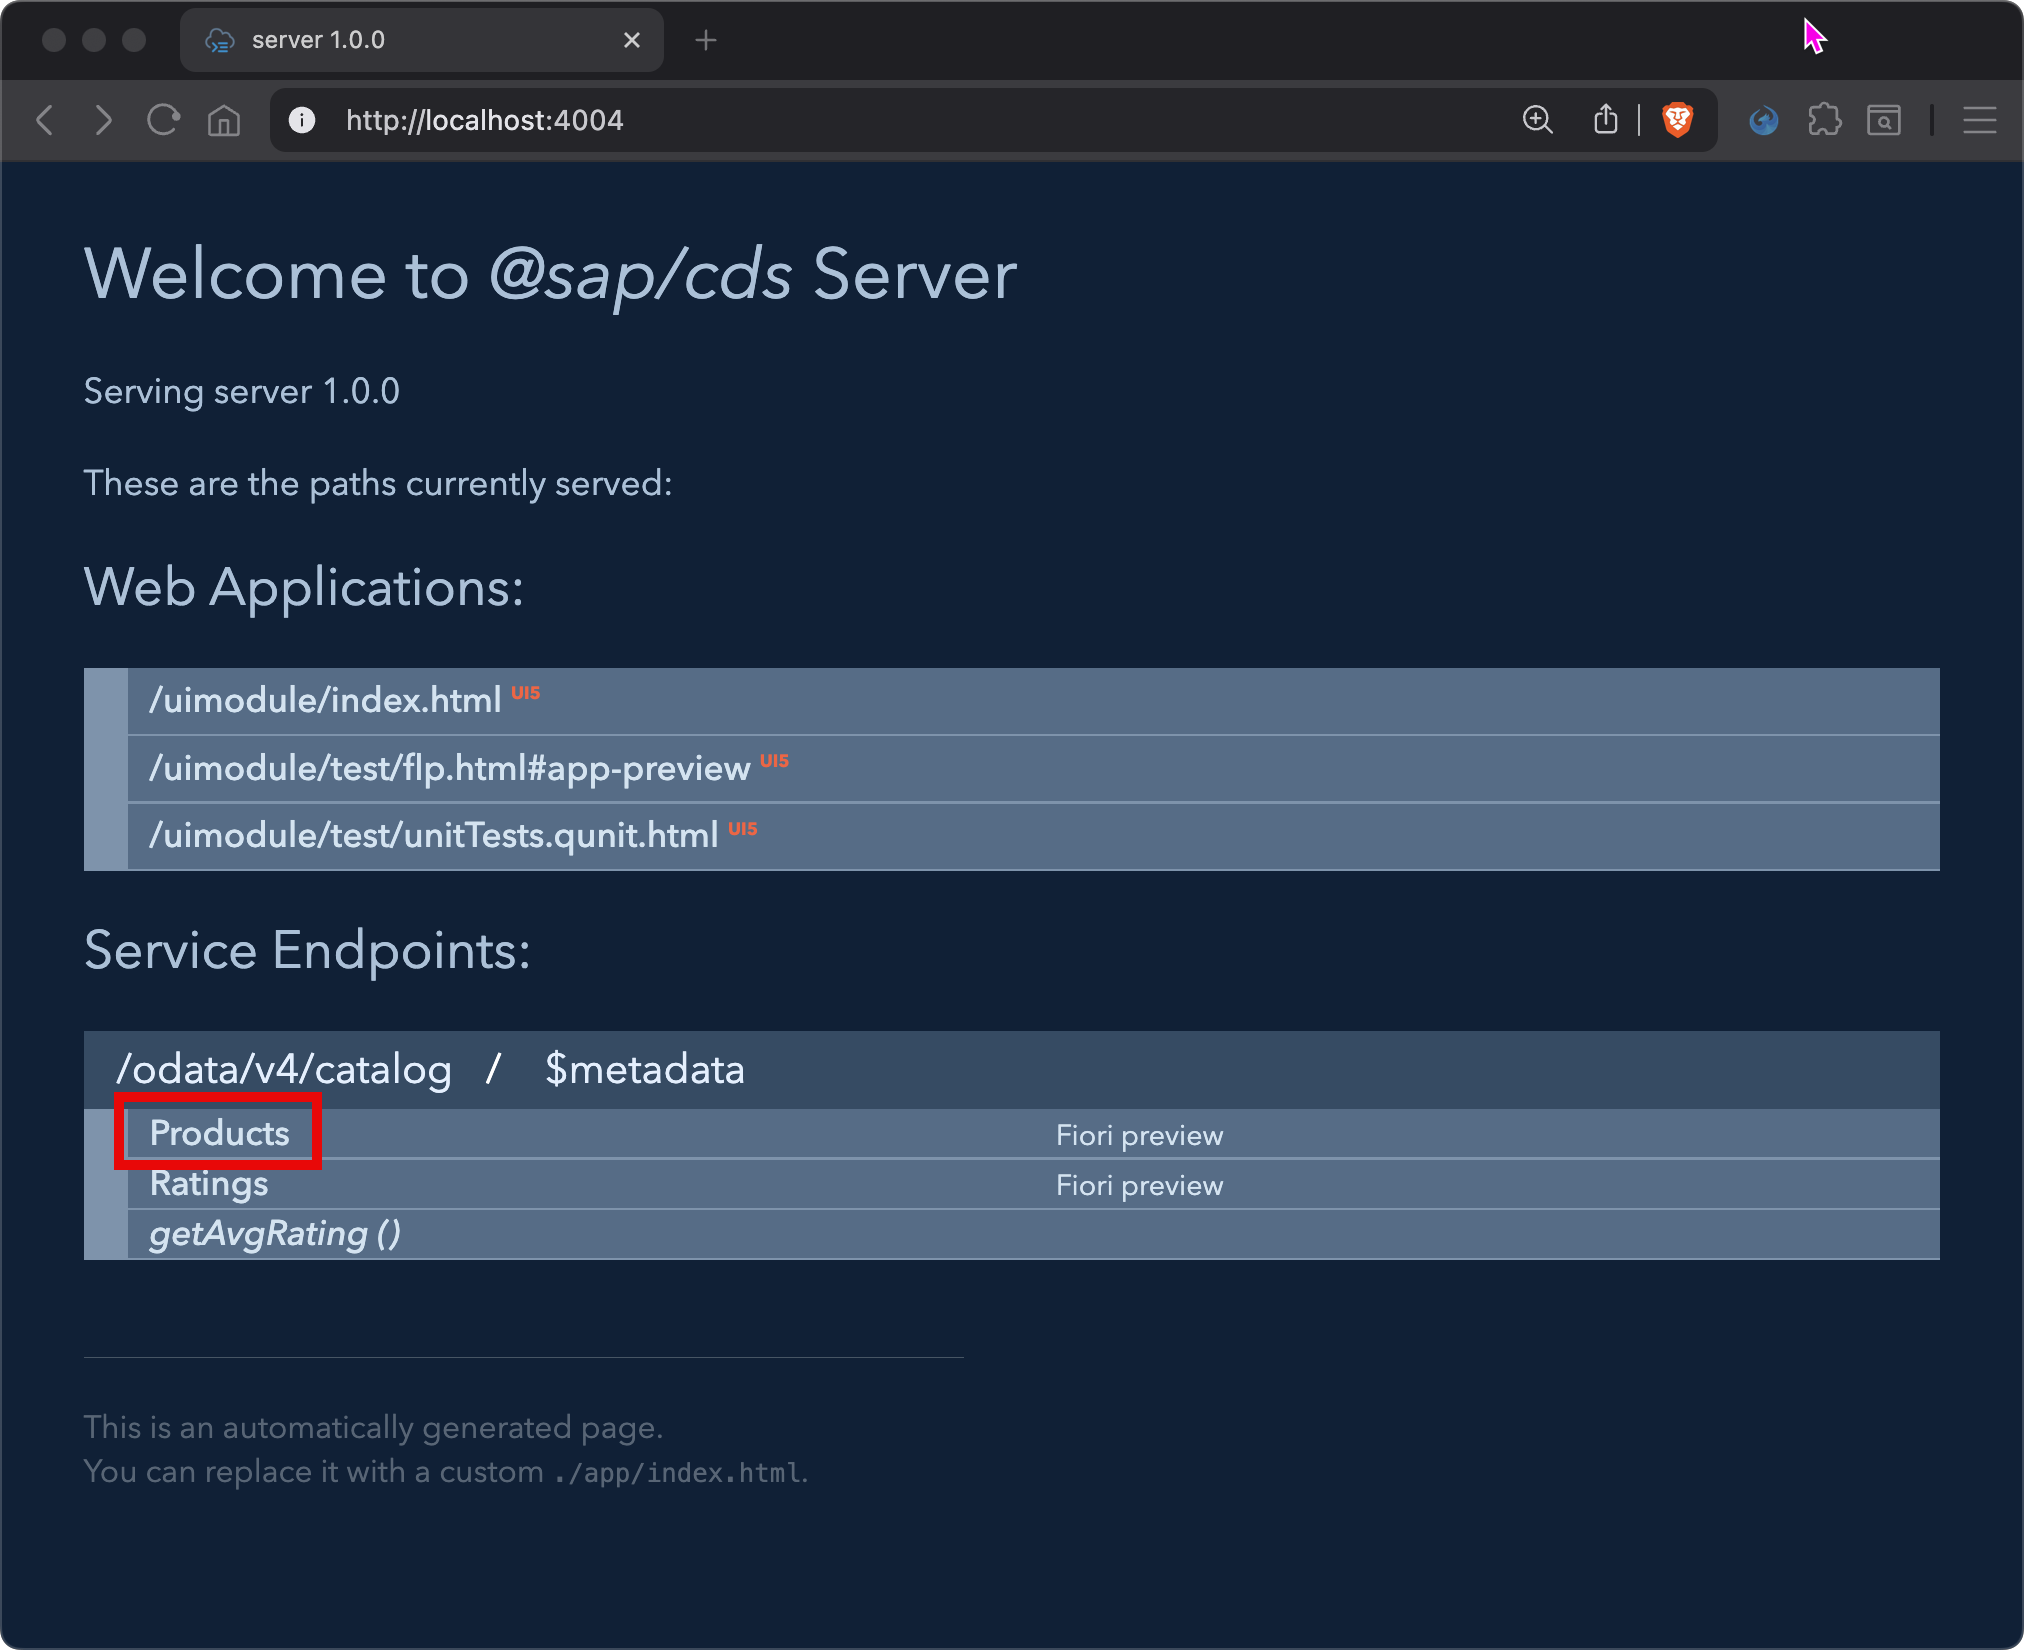 server 1.0.0
http://localhost:4004
Welcome to @sap/cds Server
Serving server 1.0.0
These are the paths currently served:
Web Applications:
/uimodule/index.html UI5
/uimodule/test/flp.html#app-preview UI5
/uimodule/test/unitTests.qunit.html UI5
Service Endpoints:
/odata/v4/catalog / $metadata
Products Fiori preview
Ratings Fiori preview
getAvgRating ()
This is an automatically generated page.
You can replace it with a custom ./app/index.html.